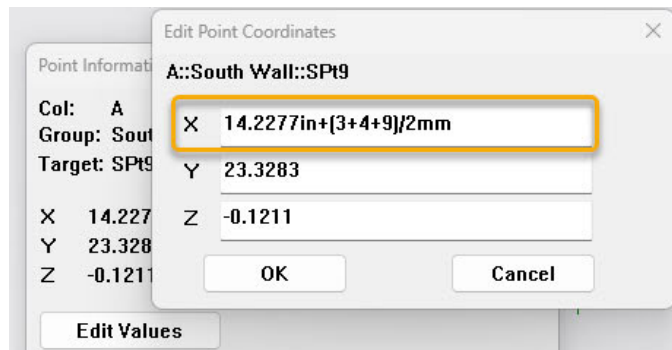 Edit Point Coordinates
A::South Wall::SPt9
X 14.2277in+(3+4+9)/2mm
Y 23.3283
Z -0.1211
OK Cancel
Point Informati
Col: A
Group: Sout
Target: SPt9
X 14.227
Y 23.328
Z -0.1211
Edit Values